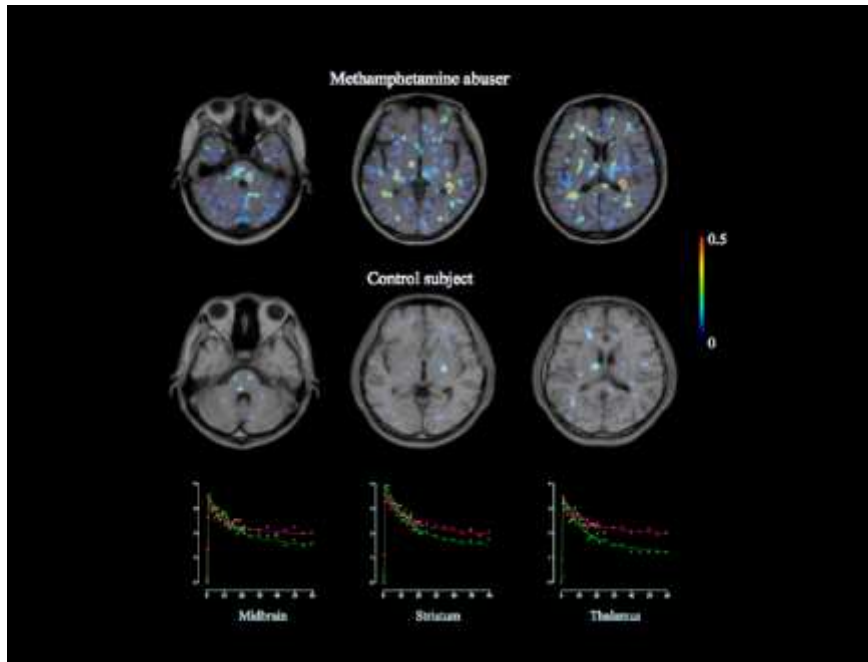 Methamphetamine abuser
0.5
0
Control subject
Midbrain
Striatum
Thalamus